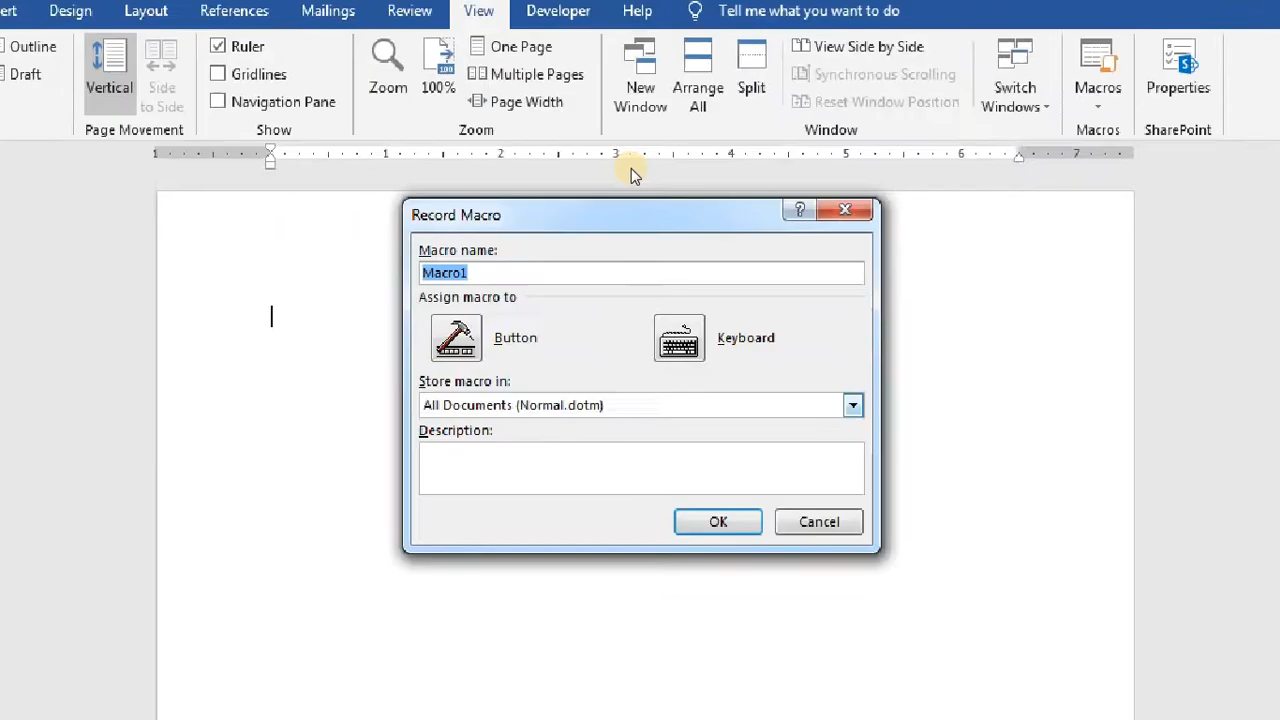 ert Design Layout References Mailings Review View Developer Help Tell me what you want to do
Outline
Draft
Vertical
Side to Side
Page Movement
Ruler
Gridlines
Navigation Pane
Show
Zoom
100
100%
One Page
Multiple Pages
Page Width
Zoom
New Window
Arrange All
Split
View Side by Side
Synchronous Scrolling
Reset Window Position
Switch Windows
Window
Macros
Macros
Properties
SharePoint
1 1 2 3 4 5 6 7
Record Macro
?
Macro name:
Macro1
Assign macro to
Button
Keyboard
Store macro in:
All Documents (Normal.dotm)
Description:
OK
Cancel